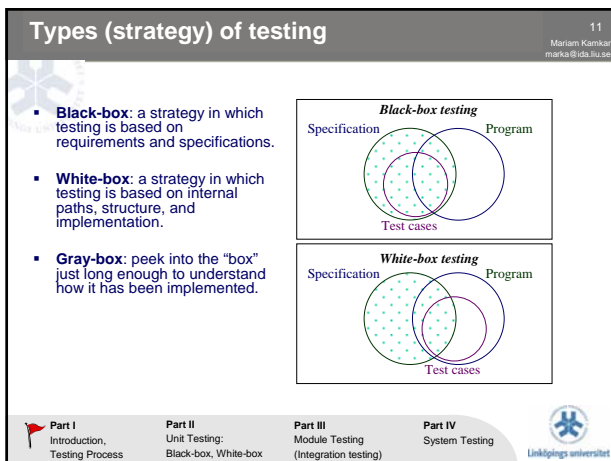 Types (strategy) of testing
11
Mariam Kamkar
marka@ida.liu.se
▪ Black-box: a strategy in which
testing is based on
requirements and specifications.
▪ White-box: a strategy in which
testing is based on internal
paths, structure, and
implementation.
▪ Gray-box: peek into the “box”
just long enough to understand
how it has been implemented.
Black-box testing
Specification
Program
Test cases
White-box testing
Specification
Program
Test cases
Part I
Introduction,
Testing Process
Part II
Unit Testing:
Black-box, White-box
Part III
Module Testing
(Integration testing)
Part IV
System Testing
Linköpings universitet